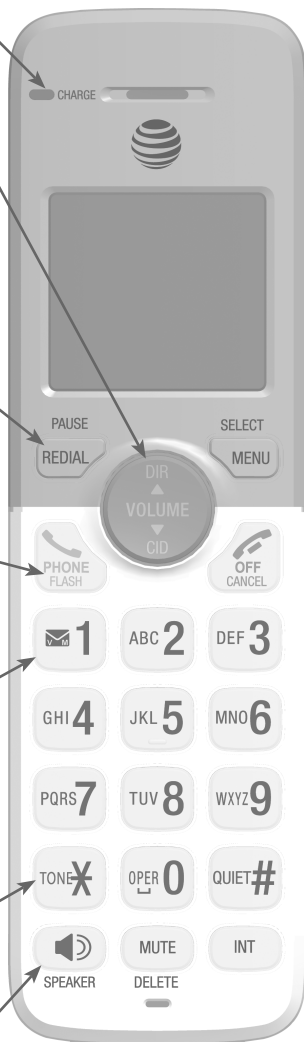 CHARGE
PAUSE
SELECT
REDIAL
MENU
DIR
VOLUME
CID
PHONE
FLASH
OFF
CANCEL
V M 1
ABC 2
DEF 3
GHI 4
JKL 5
MNO 6
PQRS 7
TUV 8
WXYZ 9
TONE *
OPER 0
QUIET #
MUTE
INT
SPEAKER
DELETE